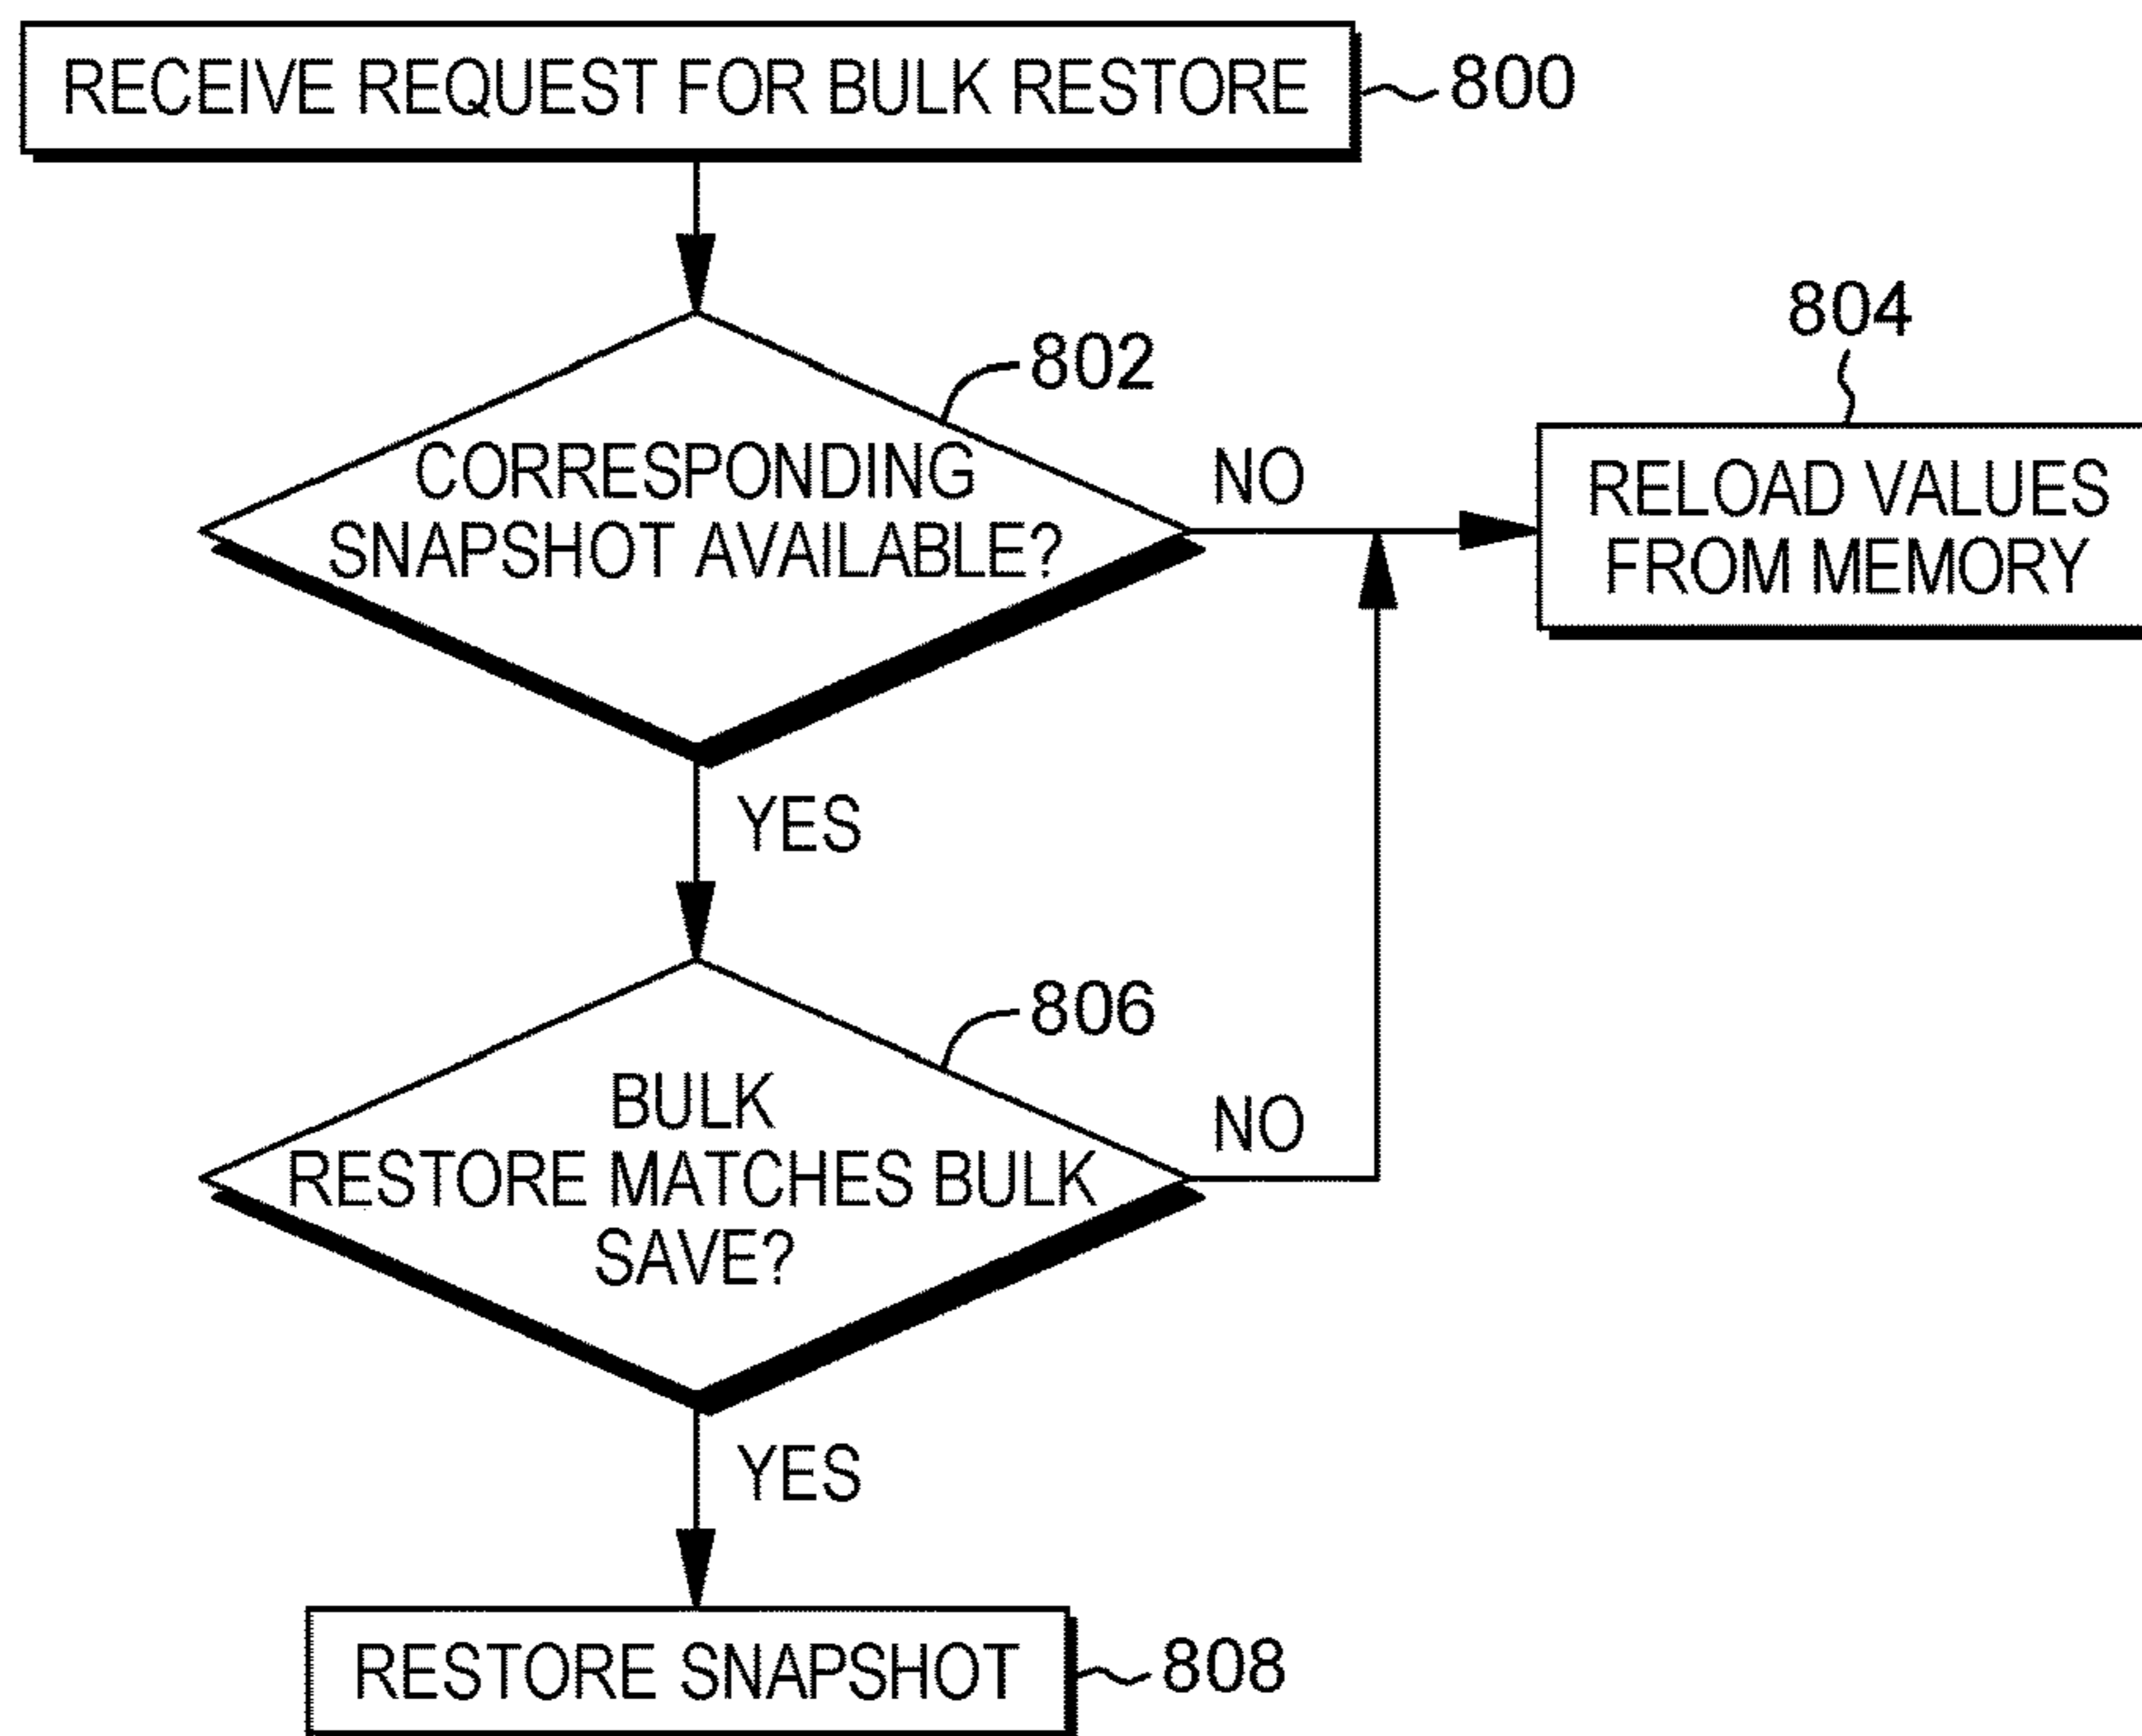 RECEIVE REQUEST FOR BULK RESTORE
800
802
CORRESPONDING
SNAPSHOT AVAILABLE?
NO
804
RELOAD VALUES
FROM MEMORY
YES
806
BULK
RESTORE MATCHES BULK
SAVE?
NO
YES
RESTORE SNAPSHOT
808